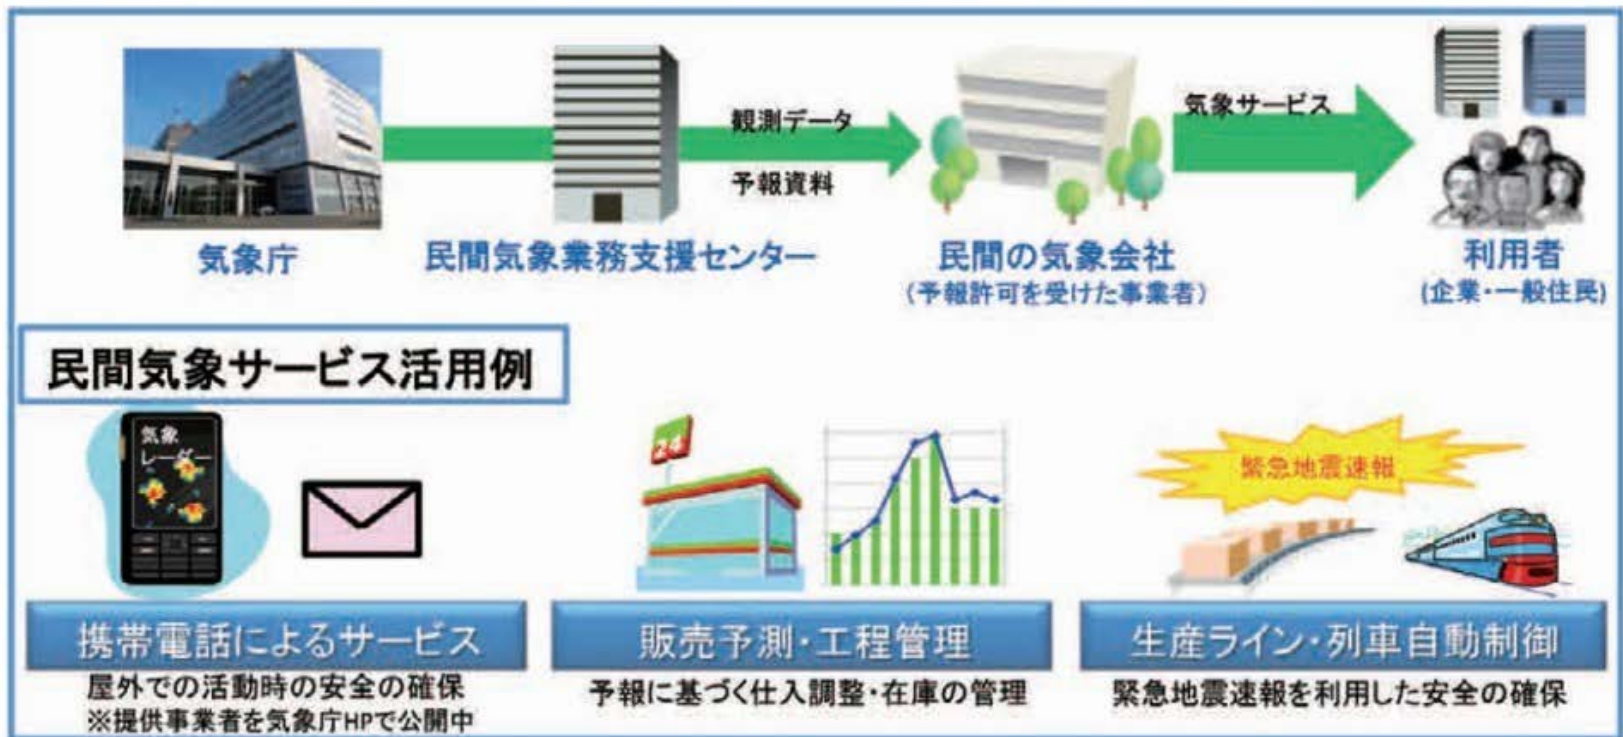 観測データ
予報資料
気象サービス
気象庁
民間気象業務支援センター
民間の気象会社
(予報許可を受けた事業者)
利用者
(企業・一般住民)
民間気象サービス活用例
気象
レーダー
24
緊急地震速報
携帯電話によるサービス
屋外での活動時の安全の確保
※提供事業者を気象庁HPで公開中
販売予測・工程管理
予報に基づく仕入調整・在庫の管理
生産ライン・列車自動制御
緊急地震速報を利用した安全の確保